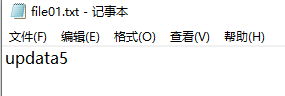 file01.txt - 记事本
文件(F) 编辑(E) 格式(O) 查看(V) 帮助(H)
updata5